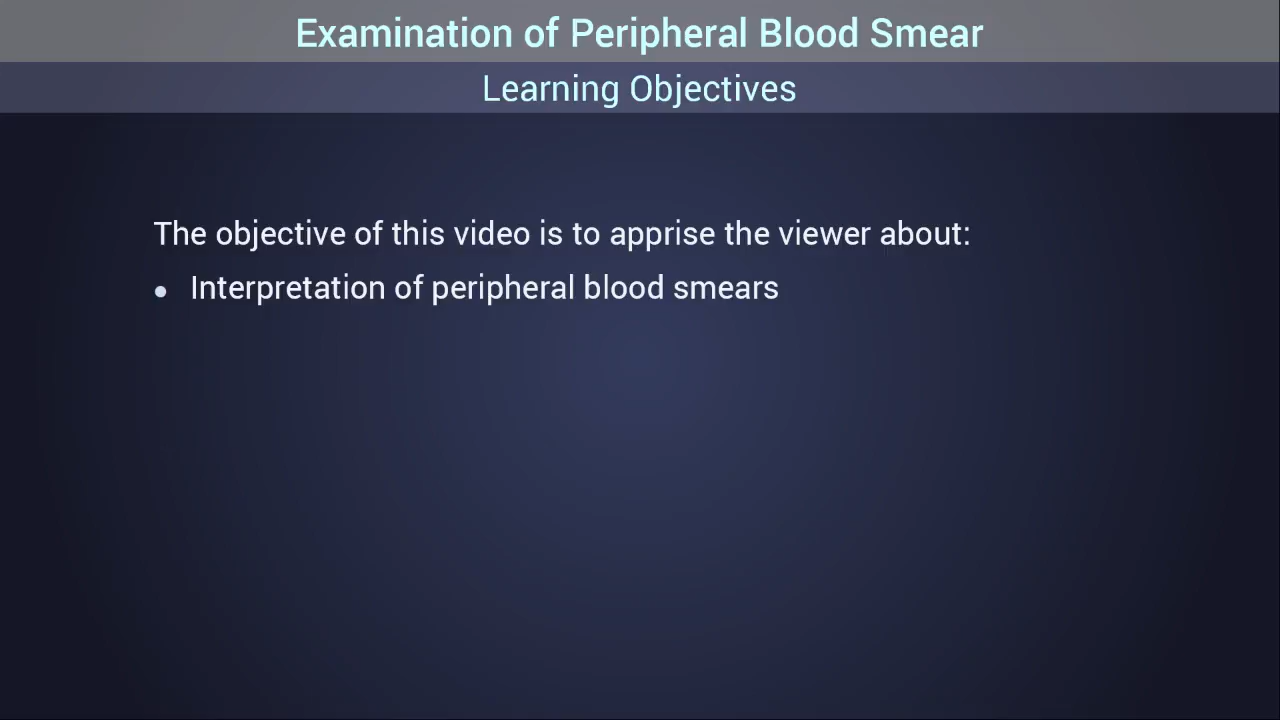 Examination of Peripheral Blood Smear
Learning Objectives
The objective of this video is to apprise the viewer about:
• Interpretation of peripheral blood smears